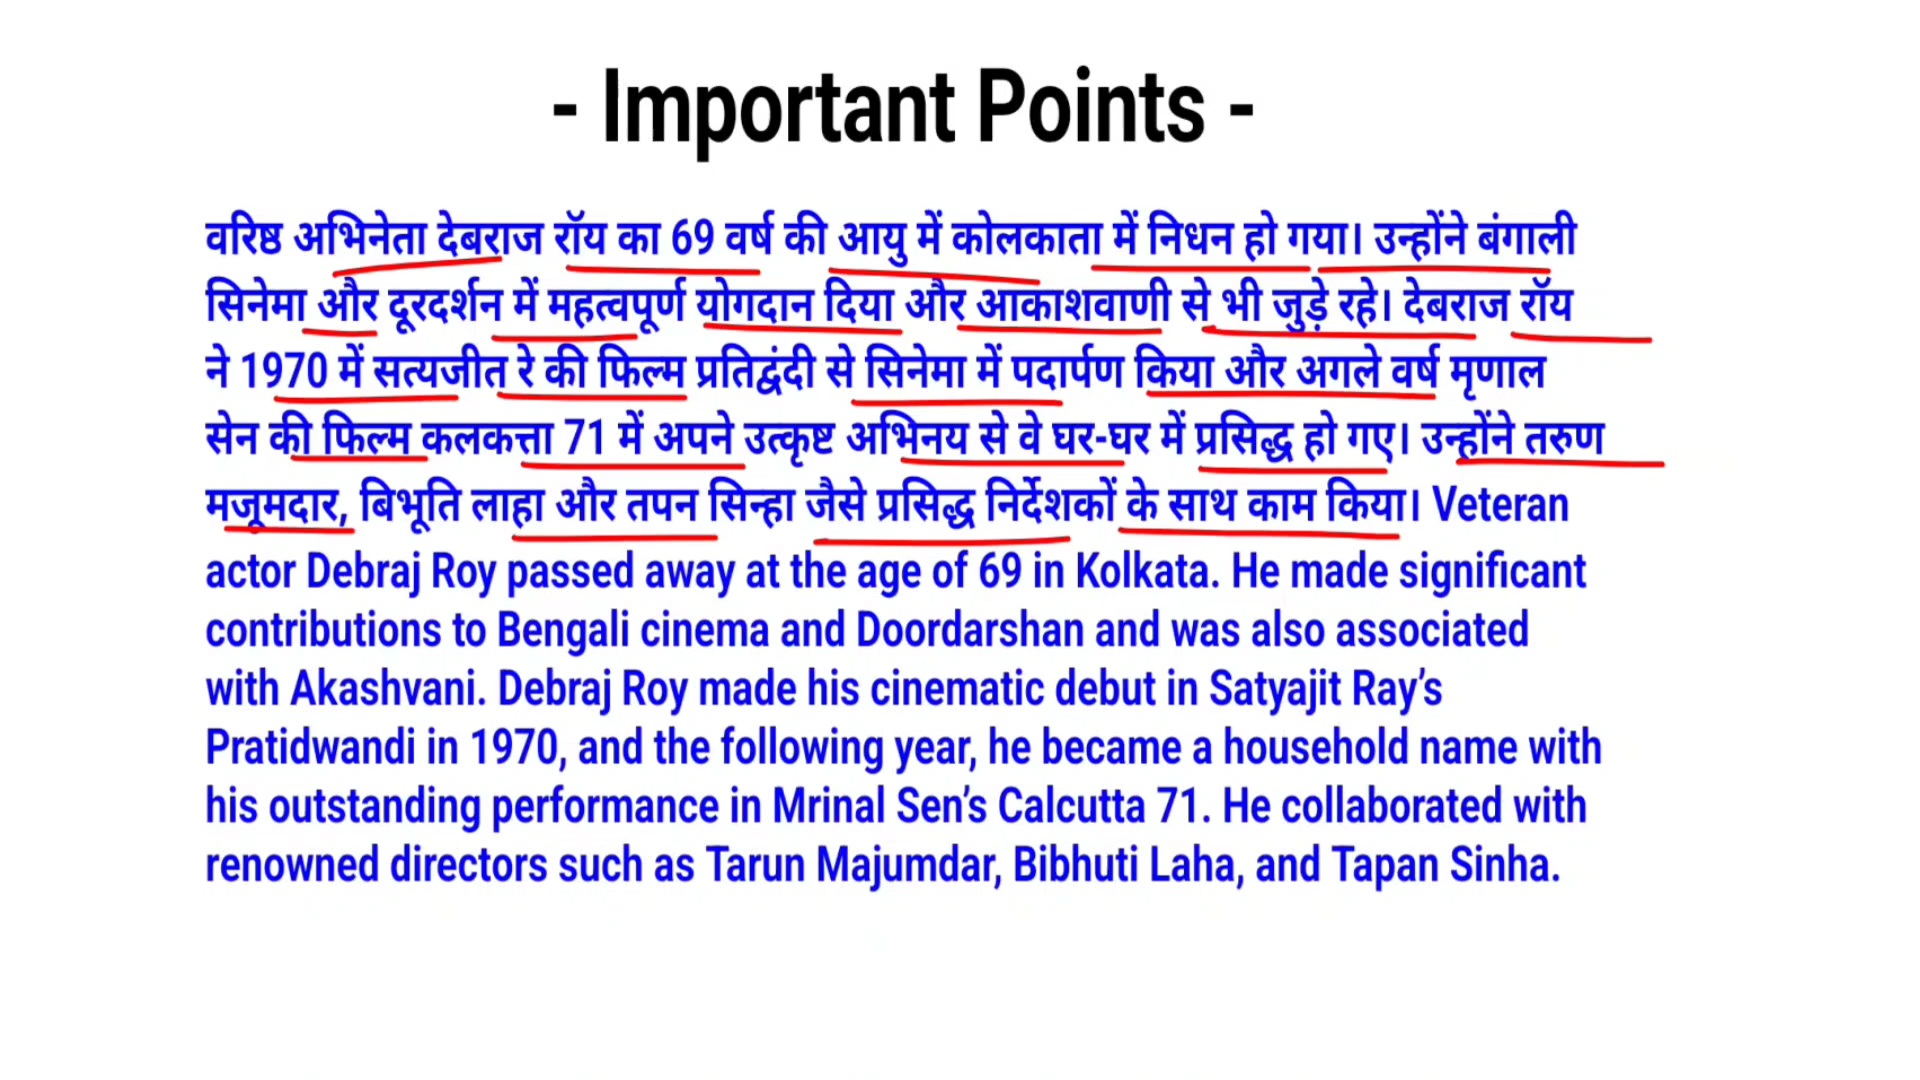 - Important Points -
वरिष्ठ अभिनेता देबराज रॉय का 69 वर्ष की आयु में कोलकाता में निधन हो गया। उन्होंने बंगाली
सिनेमा और दूरदर्शन में महत्वपूर्ण योगदान दिया और आकाशवाणी से भी जुड़े रहे। देबराज रॉय
ने 1970 में सत्यजीत रे की फिल्म प्रतिद्वंदी से सिनेमा में पदार्पण किया और अगले वर्ष मृणाल
सेन की फिल्म कलकत्ता 71 में अपने उत्कृष्ट अभिनय से वे घर-घर में प्रसिद्ध हो गए। उन्होंने तरुण
मजूमदार, बिभूति लाहा और तपन सिन्हा जैसे प्रसिद्ध निर्देशकों के साथ काम किया। Veteran
actor Debraj Roy passed away at the age of 69 in Kolkata. He made significant
contributions to Bengali cinema and Doordarshan and was also associated
with Akashvani. Debraj Roy made his cinematic debut in Satyajit Ray’s
Pratidwandi in 1970, and the following year, he became a household name with
his outstanding performance in Mrinal Sen’s Calcutta 71. He collaborated with
renowned directors such as Tarun Majumdar, Bibhuti Laha, and Tapan Sinha.